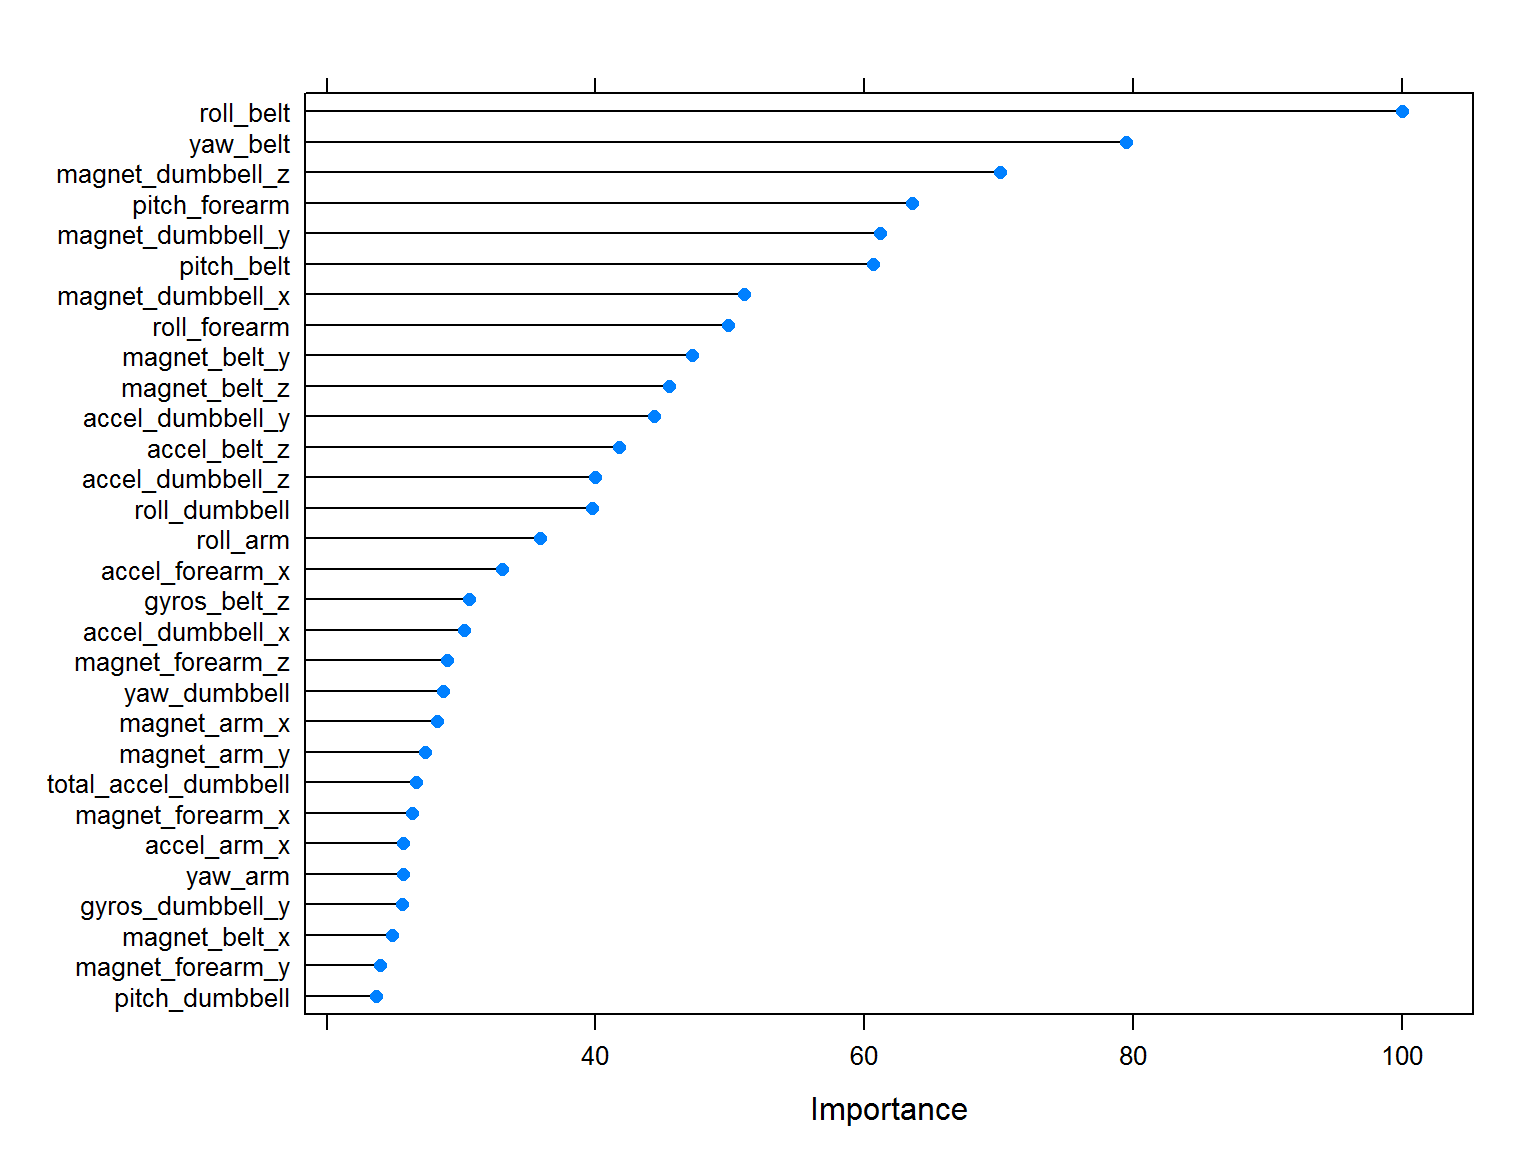 roll_belt
yaw_belt
magnet_dumbbell_z
pitch_forearm
magnet_dumbbell_y
pitch_belt
magnet_dumbbell_x
roll_forearm
magnet_belt_y
magnet_belt_z
accel_dumbbell_y
accel_belt_z
accel_dumbbell_z
roll_dumbbell
roll_arm
accel_forearm_x
gyros_belt_z
accel_dumbbell_x
magnet_forearm_z
yaw_dumbbell
magnet_arm_x
magnet_arm_y
total_accel_dumbbell
magnet_forearm_x
accel_arm_x
yaw_arm
gyros_dumbbell_y
magnet_belt_x
magnet_forearm_y
pitch_dumbbell
40 60 80 100
Importance